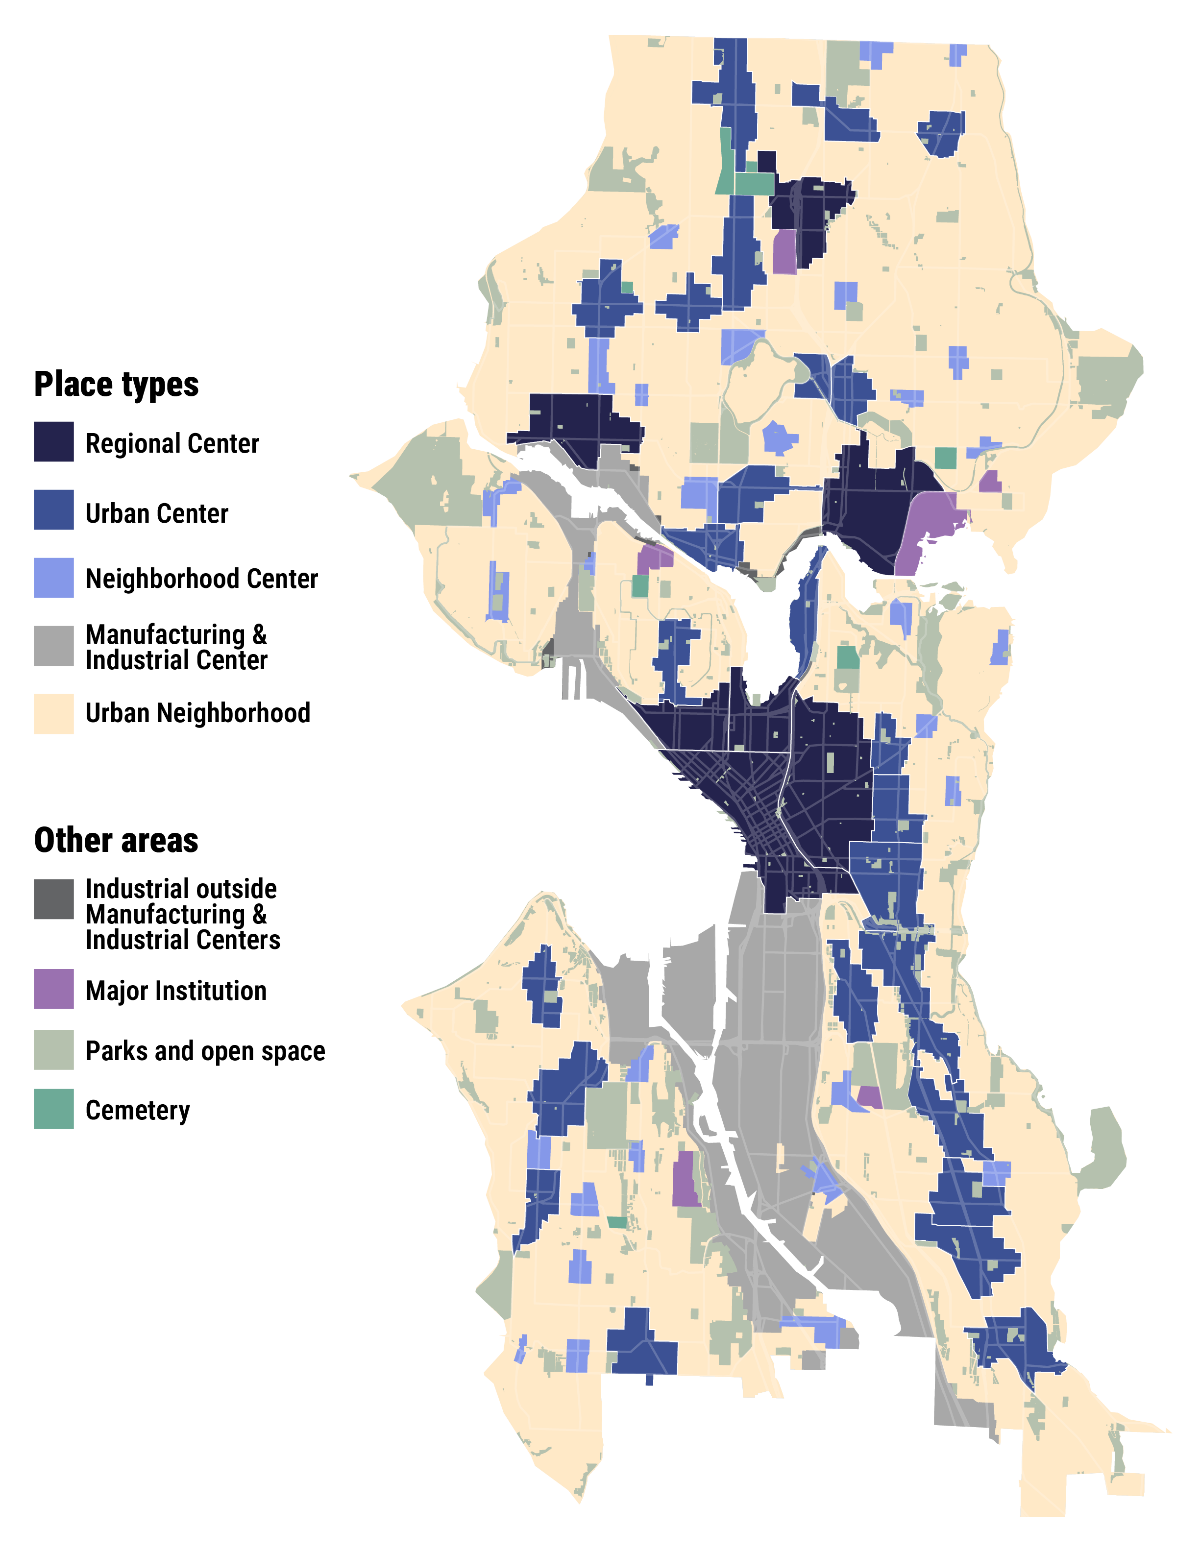 Place types
Regional Center
Urban Center
Neighborhood Center
Manufacturing &
Industrial Center
Urban Neighborhood
Other areas
Industrial outside
Manufacturing &
Industrial Centers
Major Institution
Parks and open space
Cemetery